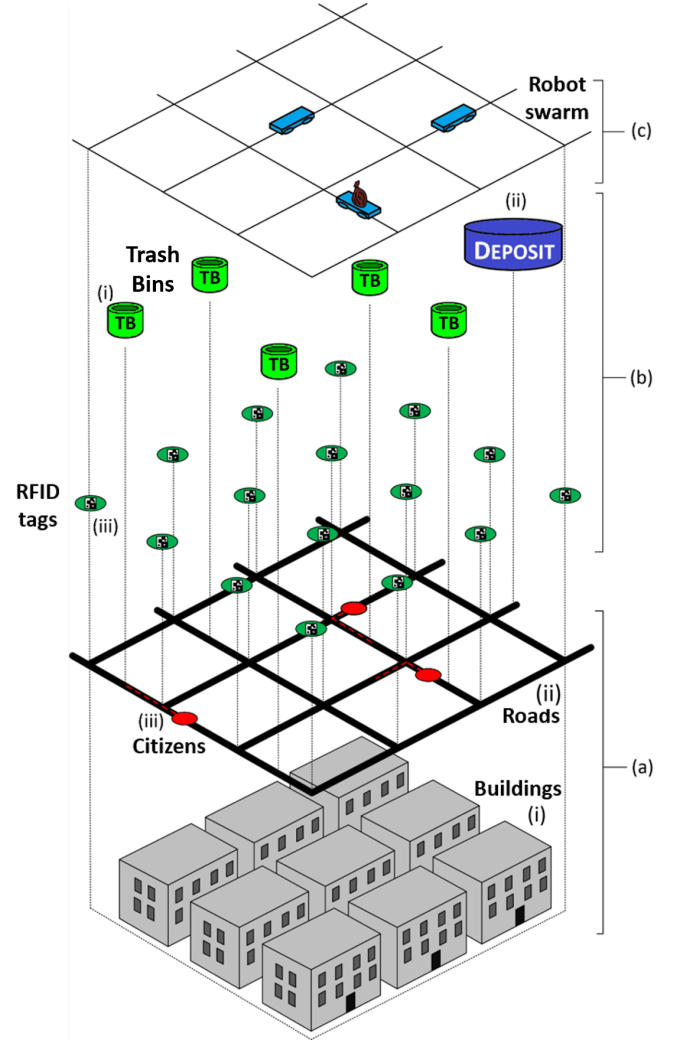 Robot
swarm
(c)
(ii)
DEPOSIT
Trash
Bins
(i)
TB
TB
TB
TB
TB
(b)
RFID
tags
(iii)
(ii)
Roads
(iii)
Citizens
(a)
Buildings
(i)